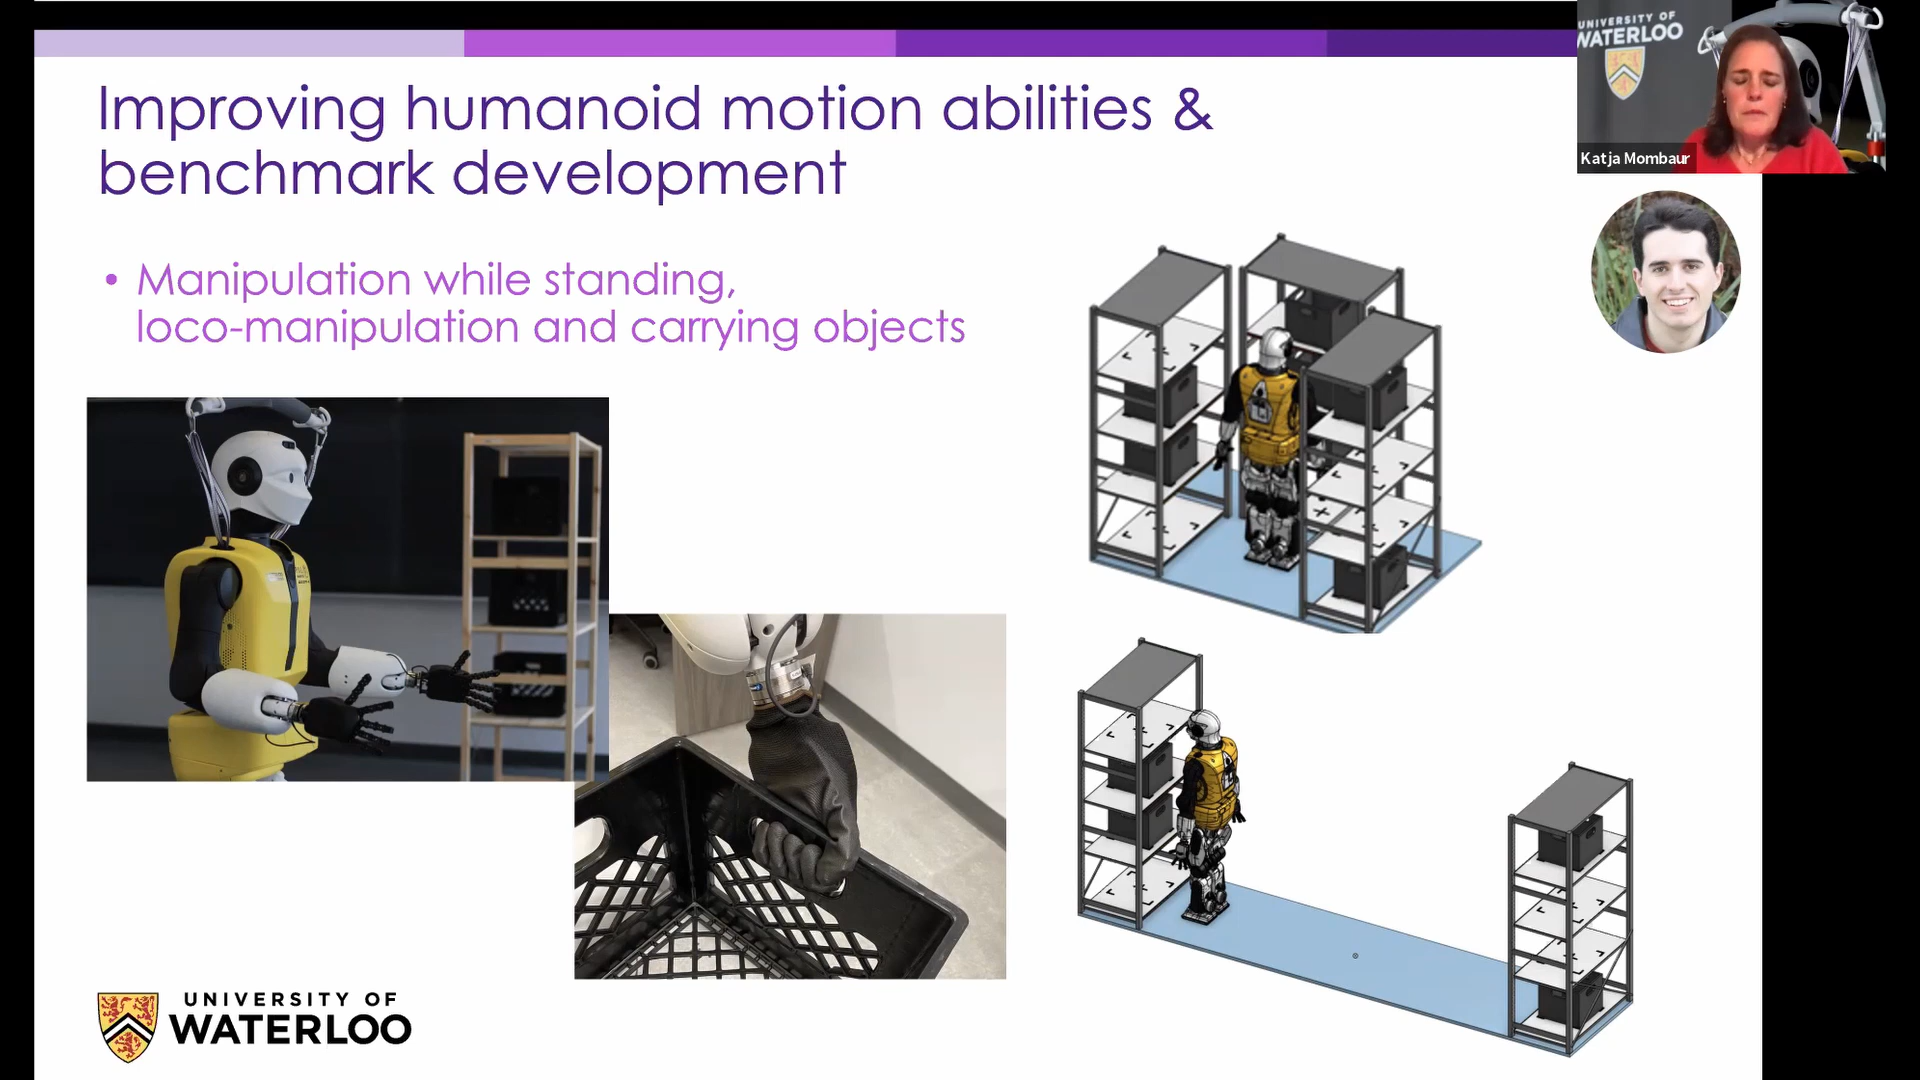 Improving humanoid motion abilities &
benchmark development
• Manipulation while standing,
loco-manipulation and carrying objects
UNIVERSITY OF
WATERLOO
Katja Mombaur
UNIVERSITY OF
WATERLOO